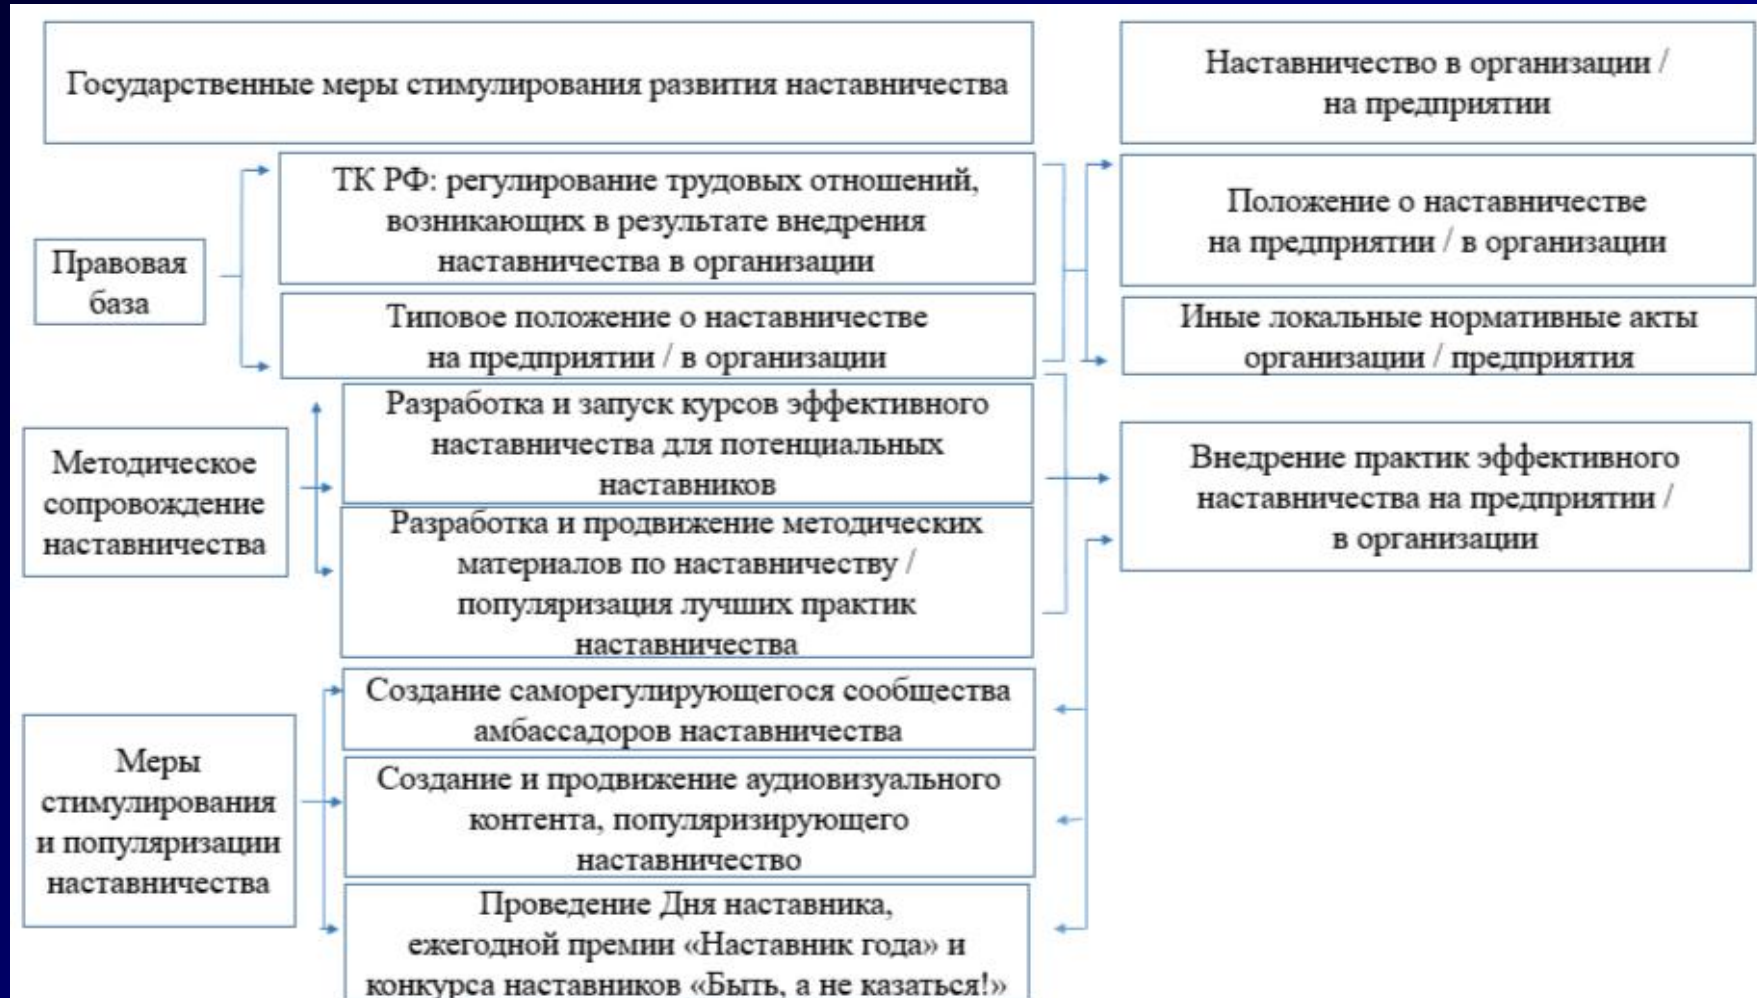 Государственные меры стимулирования развития наставничества
Наставничество в организации /
на предприятии
Правовая
база
ТК РФ: регулирование трудовых отношений,
возникающих в результате внедрения
наставничества в организации
Типовое положение о наставничестве
на предприятии / в организации
Положение о наставничестве
на предприятии / в организации
Иные локальные нормативные акты
организации / предприятия
Методическое
сопровождение
наставничества
Разработка и запуск курсов эффективного
наставничества для потенциальных
наставников
Разработка и продвижение методических
материалов по наставничеству /
популяризация лучших практик
наставничества
Внедрение практик эффективного
наставничества на предприятии /
в организации
Меры
стимулирования
и популяризации
наставничества
Создание саморегулирующегося сообщества
амбассадоров наставничества
Создание и продвижение аудиовизуального
контента, популяризирующего
наставничество
Проведение Дня наставника,
ежегодной премии «Наставник года» и
конкурса наставников «Быть, а не казаться!»